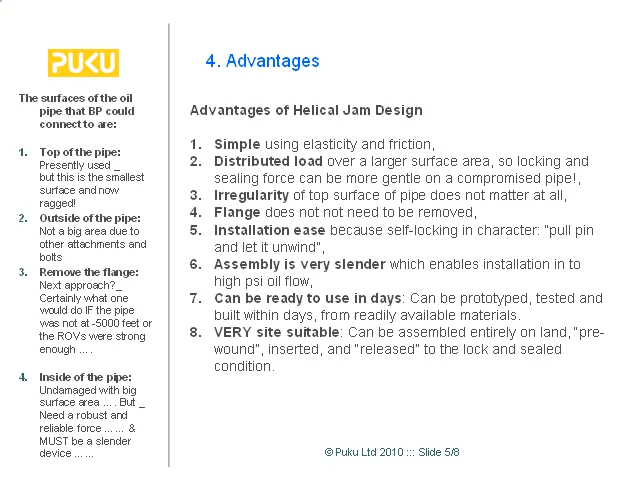 PUKU
The surfaces of the oil
pipe that BP could
connect to are:
1. Top of the pipe:
Presently used _
but this is the smallest
surface and now
ragged!
2. Outside of the pipe:
Not a big area due to
other attachments and
bolts
3. Remove the flange:
Next approach?_
Certainly what one
would do IF the pipe
was not at -5000 feet or
the ROVs were strong
enough ….
4. Inside of the pipe:
Undamaged with big
surface area …. But _
Need a robust and
reliable force …… &
MUST be a slender
device ……
4. Advantages
Advantages of Helical Jam Design
1. Simple using elasticity and friction,
2. Distributed load over a larger surface area, so locking and
sealing force can be more gentle on a compromised pipe!,
3. Irregularity of top surface of pipe does not matter at all,
4. Flange does not not need to be removed,
5. Installation ease because self-locking in character: “pull pin
and let it unwind”,
6. Assembly is very slender which enables installation in to
high psi oil flow,
7. Can be ready to use in days: Can be prototyped, tested and
built within days, from readily available materials.
8. VERY site suitable: Can be assembled entirely on land, “pre-
wound”, inserted, and “released” to the lock and sealed
condition.
© Puku Ltd 2010 ::: Slide 5/8